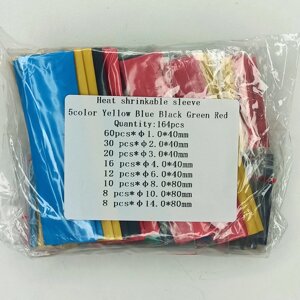 Heat shrinkable sleeve
5color Yellow Blue Black Green Red
Quantity:164pcs
60pcs*φ1.0*40mm
30 pcs*φ2.0*40mm
20 pcs*φ3.0*40mm
16 pcs*φ4.0*40mm
12 pcs*φ6.0*40mm
10 pcs*φ8.0*80mm
8 pcs*φ10.0*80mm
8 pcs*φ14.0*80mm